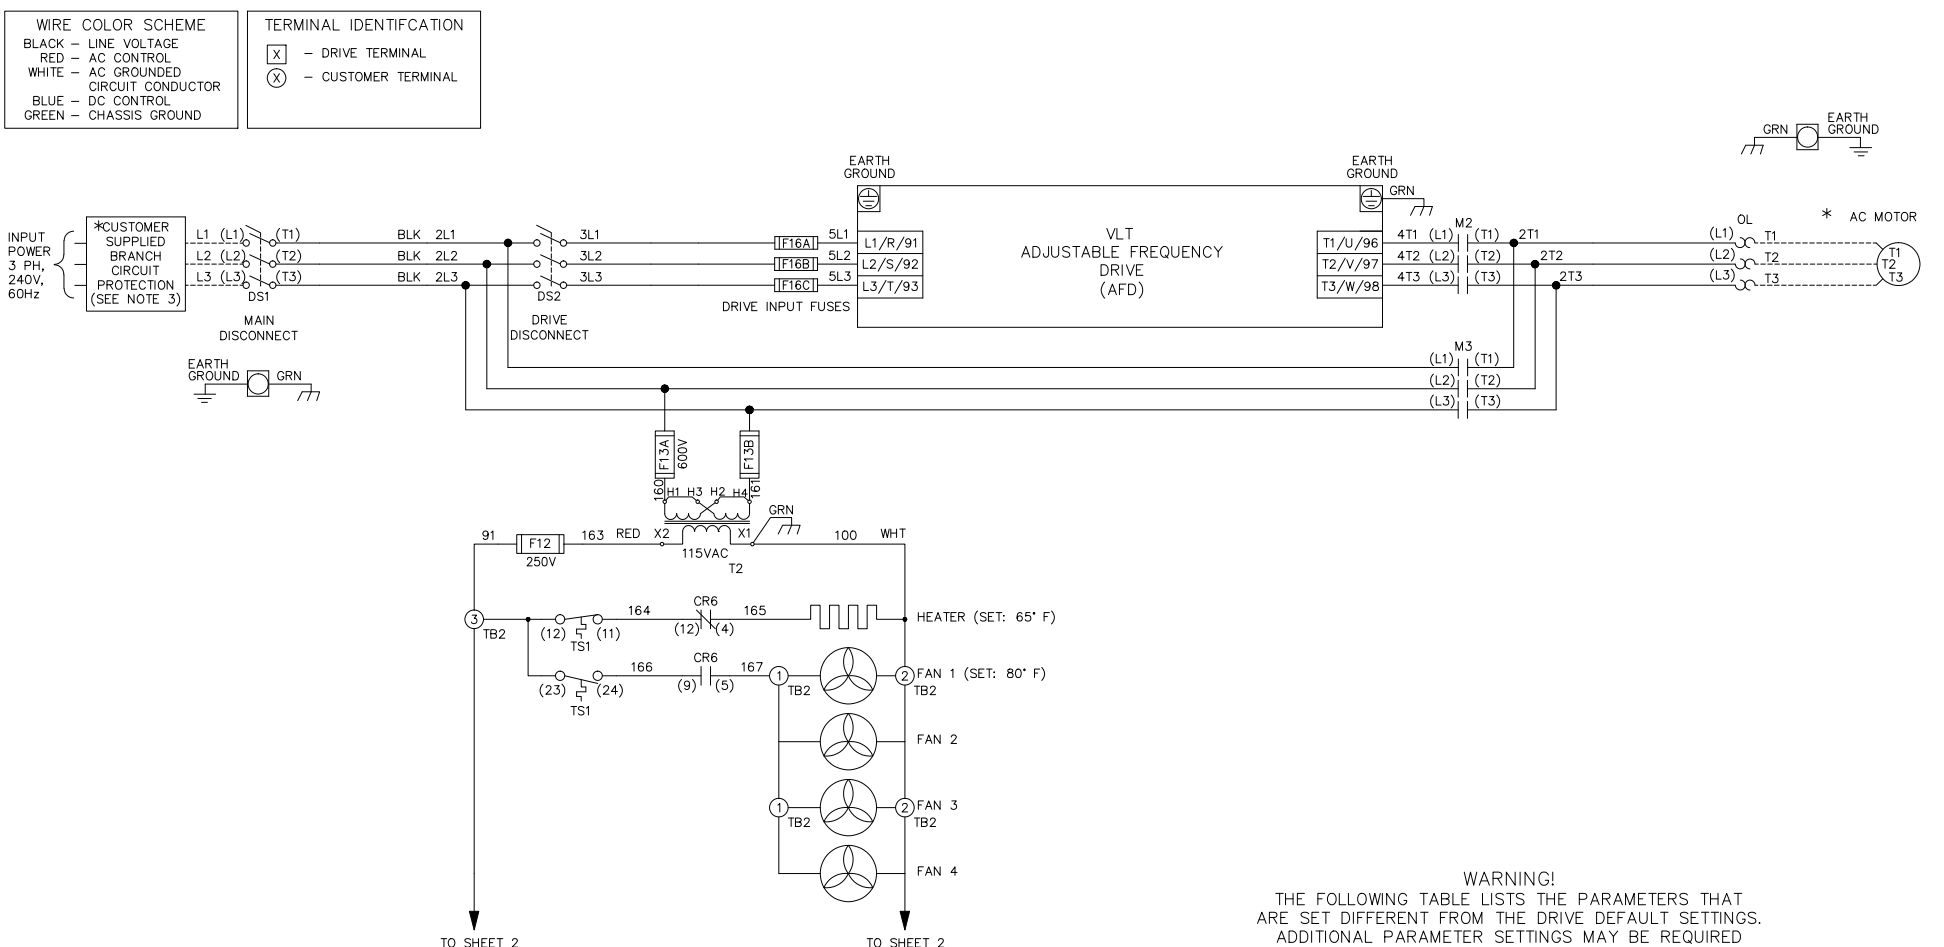 WIRE COLOR SCHEME
BLACK – LINE VOLTAGE
RED – AC CONTROL
WHITE – AC GROUNDED
CIRCUIT CONDUCTOR
BLUE – DC CONTROL
GREEN – CHASSIS GROUND
TERMINAL IDENTIFCATION
X – DRIVE TERMINAL
X – CUSTOMER TERMINAL
GRN
EARTH
GROUND
INPUT
POWER
3 PH,
240V,
60Hz
*CUSTOMER
SUPPLIED
BRANCH
CIRCUIT
PROTECTION
(SEE NOTE 3)
L1 (L1) (T1) BLK 2L1 3L1 F16A 5L1
L2 (L2) (T2) BLK 2L2 3L2 F16B 5L2
L3 (L3) (T3) BLK 2L3 3L3 F16C 5L3
DS1
DS2
MAIN
DISCONNECT
DRIVE
DISCONNECT
DRIVE INPUT FUSES
EARTH
GROUND
EARTH
GROUND
GRN
L1/R/91
L2/S/92
L3/T/93
VLT
ADJUSTABLE FREQUENCY
DRIVE
(AFD)
T1/U/96
T2/V/97
T3/W/98
M2
4T1 (L1) (T1) 2T1
4T2 (L2) (T2) 2T2
4T3 (L3) (T3) 2T3
OL
(L1) T1
(L2) T2
(L3) T3
* AC MOTOR
T1
T2
T3
EARTH
GROUND
GRN
M3
(L1) (T1)
(L2) (T2)
(L3) (T3)
F13A
600V
F13B
160
161
H1 H3 H2 H4
GRN
91 F12 163 RED X2 X1 100 WHT
250V
115VAC
T2
3
TB2
164 CR6 165
(12) (11) (12) (4)
TS1
HEATER (SET: 65° F)
166 CR6 167
(23) (24) (9) (5)
TS1
1
TB2
2
TB2
FAN 1 (SET: 80° F)
FAN 2
1
TB2
2
TB2
FAN 3
FAN 4
TO SHEET 2
TO SHEET 2
WARNING!
THE FOLLOWING TABLE LISTS THE PARAMETERS THAT
ARE SET DIFFERENT FROM THE DRIVE DEFAULT SETTINGS.
ADDITIONAL PARAMETER SETTINGS MAY BE REQUIRED